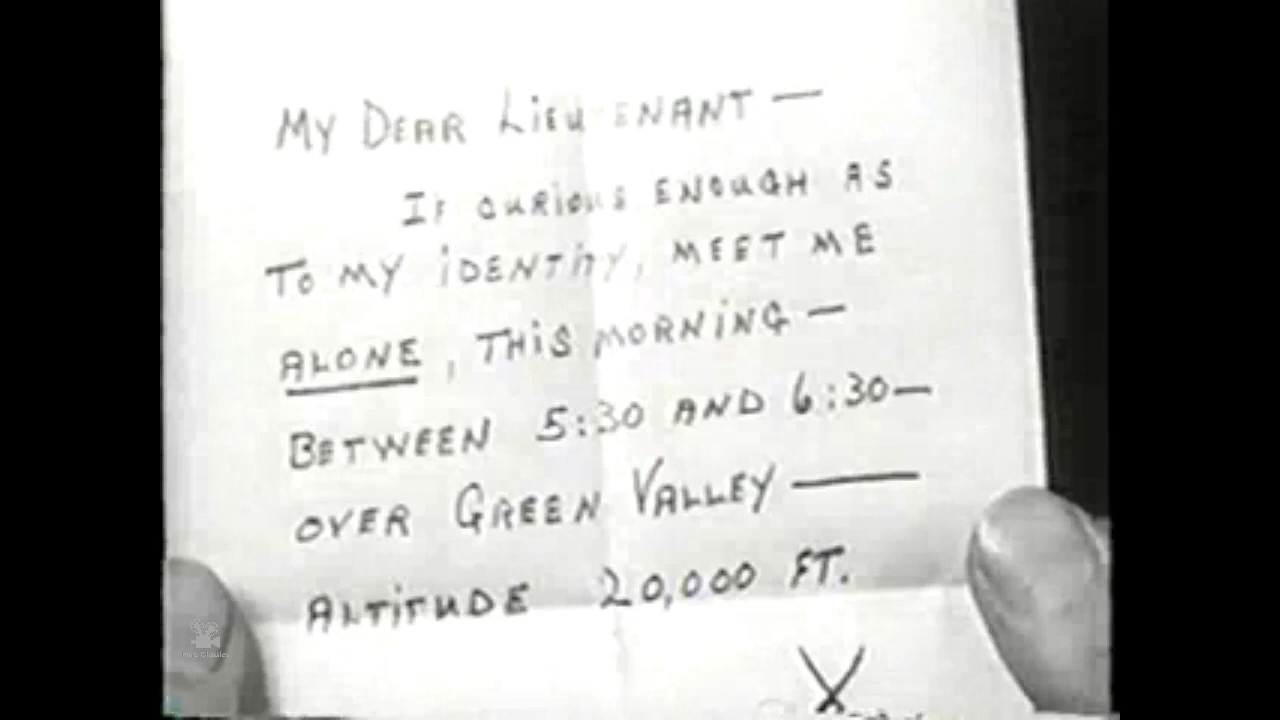 MY DEAR LIEUTENANT —
IF CURIOUS ENOUGH AS
TO MY iDENTiTY, MEET ME
ALONE, THiS MORNiNG —
BETWEEN 5:30 AND 6:30—
OVER GREEN VALLEY —
ALTiTUDE 20,000 FT.
X